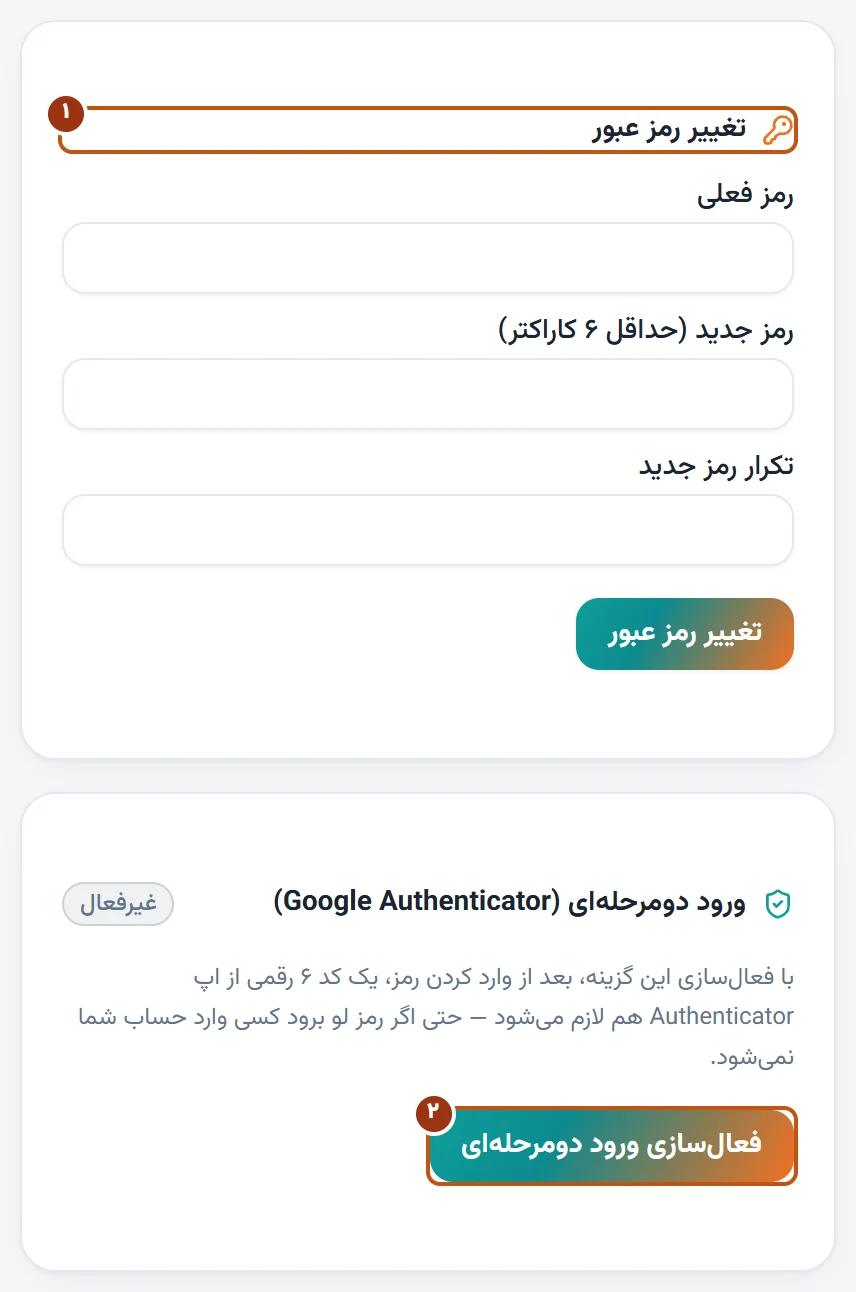 ۱
تغییر رمز عبور
رمز فعلی
رمز جدید (حداقل ۶ کاراکتر)
تکرار رمز جدید
تغییر رمز عبور
ورود دومرحله‌ای (Google Authenticator)
غیرفعال
با فعال‌سازی این گزینه، بعد از وارد کردن رمز، یک کد ۶ رقمی از اپ
Authenticator هم لازم می‌شود — حتی اگر رمز لو برود کسی وارد حساب شما
نمی‌شود.
۲
فعال‌سازی ورود دومرحله‌ای